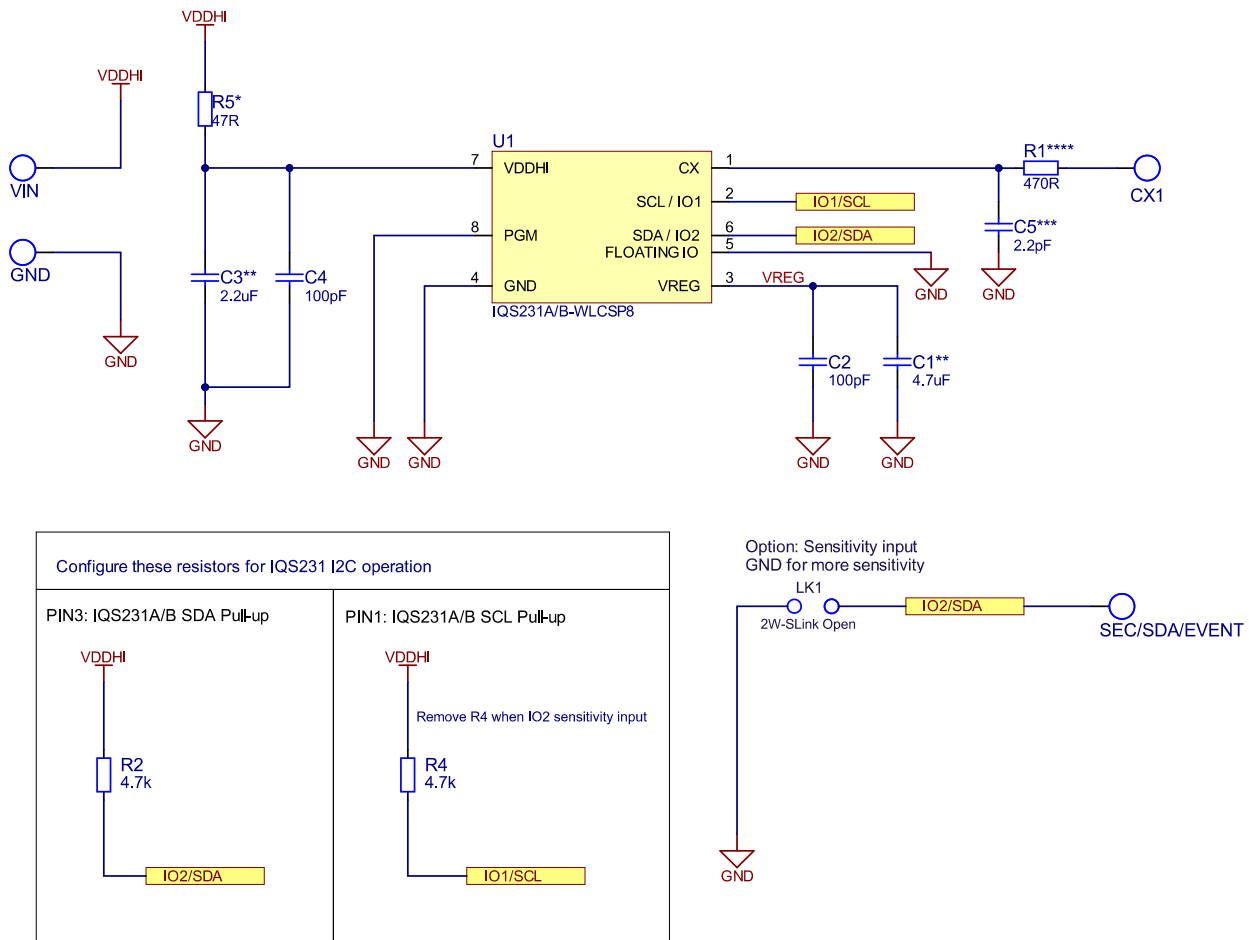 VDDHI
VDDHI
R5*
47R
VIN
GND
GND
C3**
2.2uF
C4
100pF
GND
U1
7
VDDHI
8
PGM
4
GND
CX
1
SCL / IO1
2
IO1/SCL
SDA / IO2
6
IO2/SDA
FLOATING IO
5
VREG
3
VREG
IQS231A/B-WLCSP8
R1****
470R
CX1
C5***
2.2pF
GND
GND
C2
100pF
C1**
4.7uF
GND
GND
GND
GND
Configure these resistors for IQS231 I2C operation
PIN3: IQS231A/B SDA Pull-up
VDDHI
R2
4.7k
IO2/SDA
PIN1: IQS231A/B SCL Pull-up
VDDHI
Remove R4 when IO2 sensitivity input
R4
4.7k
IO1/SCL
Option: Sensitivity input
GND for more sensitivity
LK1
2W-SLink Open
IO2/SDA
SEC/SDA/EVENT
GND